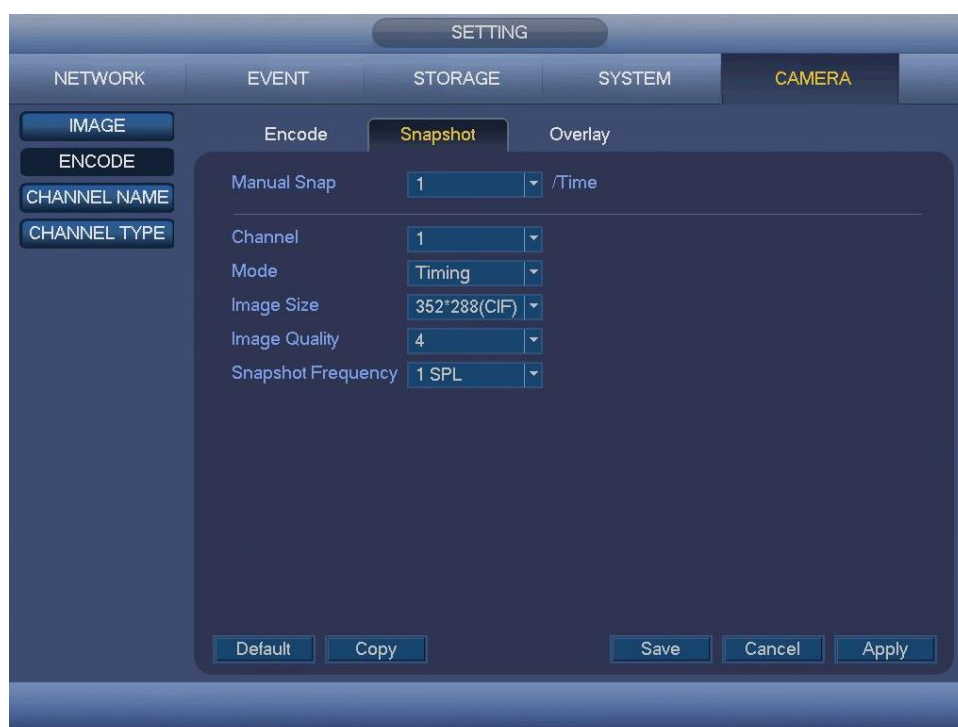 SETTING
NETWORK EVENT STORAGE SYSTEM CAMERA
IMAGE
ENCODE
CHANNEL NAME
CHANNEL TYPE
Encode Snapshot Overlay
Manual Snap 1 /Time
Channel 1
Mode Timing
Image Size 352*288(CIF)
Image Quality 4
Snapshot Frequency 1 SPL
Default Copy Save Cancel Apply